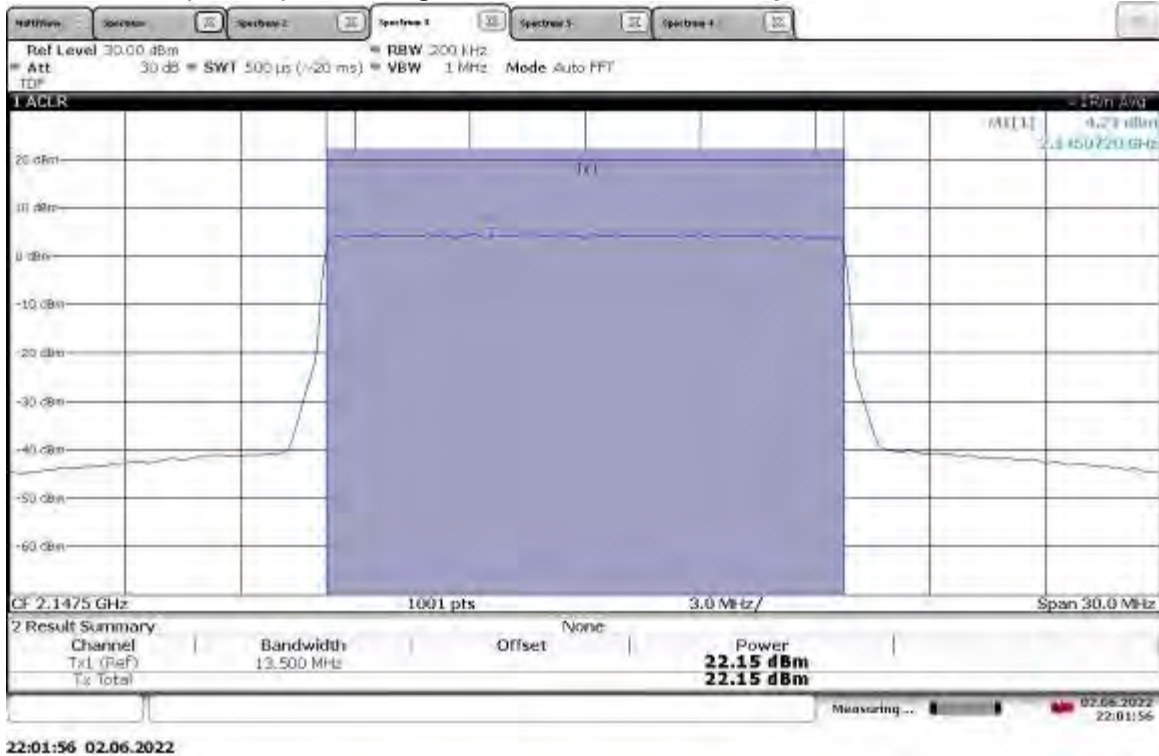 MultiView Spectrum Spectrum 2 Spectrum 3 Spectrum 5 Spectrum 4
Ref Level 30.00 dBm RBW 200 kHz
Att 30 dB SWT 500 µs (~20 ms) VBW 1 MHz Mode Auto FFT
TDF
1 ACLR 1Rm Avg
M1[1] 4.23 dBm
2.1450720 GHz
20 dBm
Tx1
10 dBm
0 dBm
-10 dBm
-20 dBm
-30 dBm
-40 dBm
-50 dBm
-60 dBm
CF 2.1475 GHz 1001 pts 3.0 MHz/ Span 30.0 MHz
2 Result Summary None
Channel Bandwidth Offset Power
Tx1 (Ref) 13.500 MHz 22.15 dBm
Tx Total 22.15 dBm
Measuring... 02.06.2022
22:01:56
22:01:56 02.06.2022